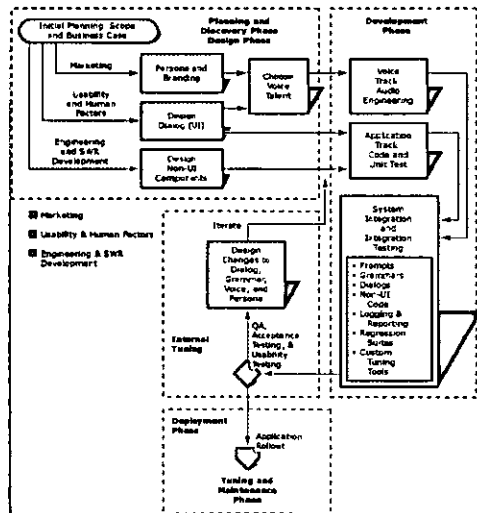 Initial Planning, Scope
and Business Case
Planning and
Discovery Phase
Design Phase
Development
Phase
Marketing
Persona and
Branding
Choose
Voice
Talent
Voice
Track
Audio
Engineering
Usability
and Human
Factors
Design
Dialog (UI)
Application
Track
Code and
Unit Test
Engineering
and SWR
Development
Design
Non-UI
Components
Marketing
Usability & Human Factors
Engineering & SWR
Development
Iterate
Design
Changes to
Dialog,
Grammar,
Voice, and
Persona
System
Integration
and
Integration
Testing
• Prompts
• Grammars
• Dialogs
• Non-UI
Code
• Logging &
Reporting
• Regression
Suites
• Custom
Tuning
Tools
QA,
Acceptance
Testing, &
Usability
Testing
Internal
Tuning
Deployment
Phase
Application
Rollout
Tuning and
Maintenance
Phase